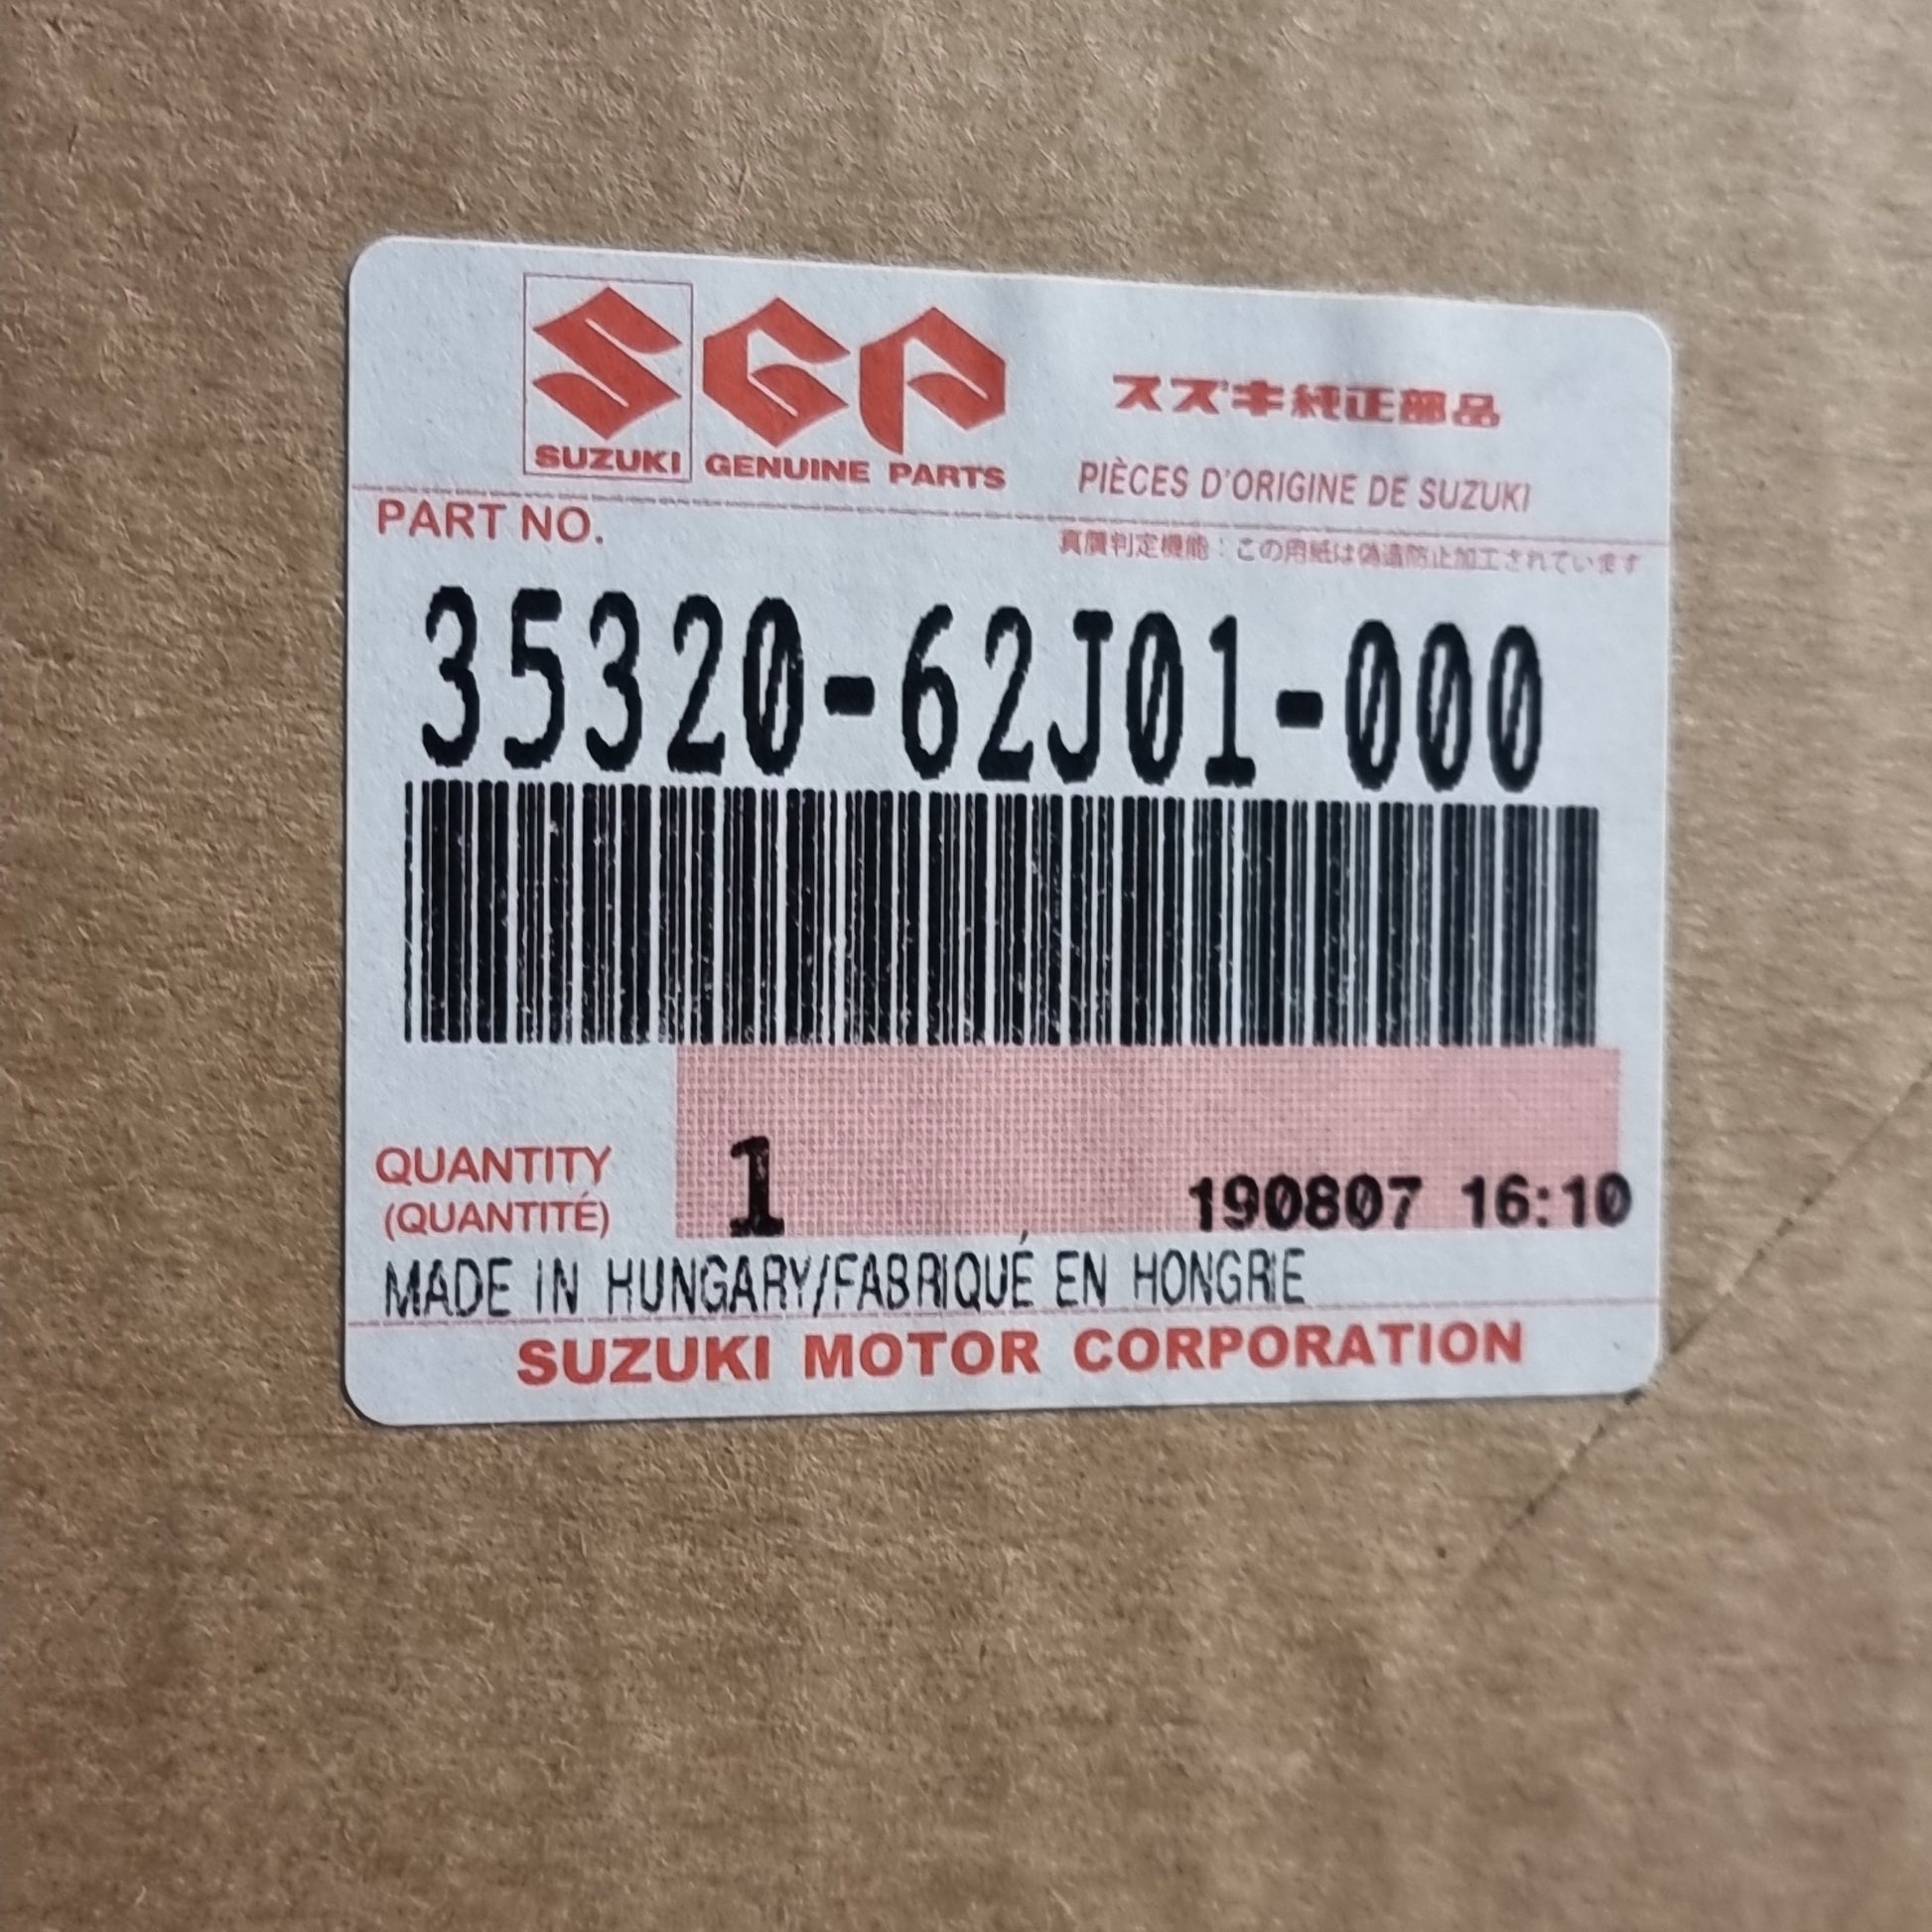 SGP
SUZUKI GENUINE PARTS
スズキ純正部品
PIÈCES D'ORIGINE DE SUZUKI
PART NO.
真贋判定機能：この用紙は偽造防止加工されています
35320-62J01-000
QUANTITY
(QUANTITÉ)
1
190807 16:10
MADE IN HUNGARY/FABRIQUÉ EN HONGRIE
SUZUKI MOTOR CORPORATION